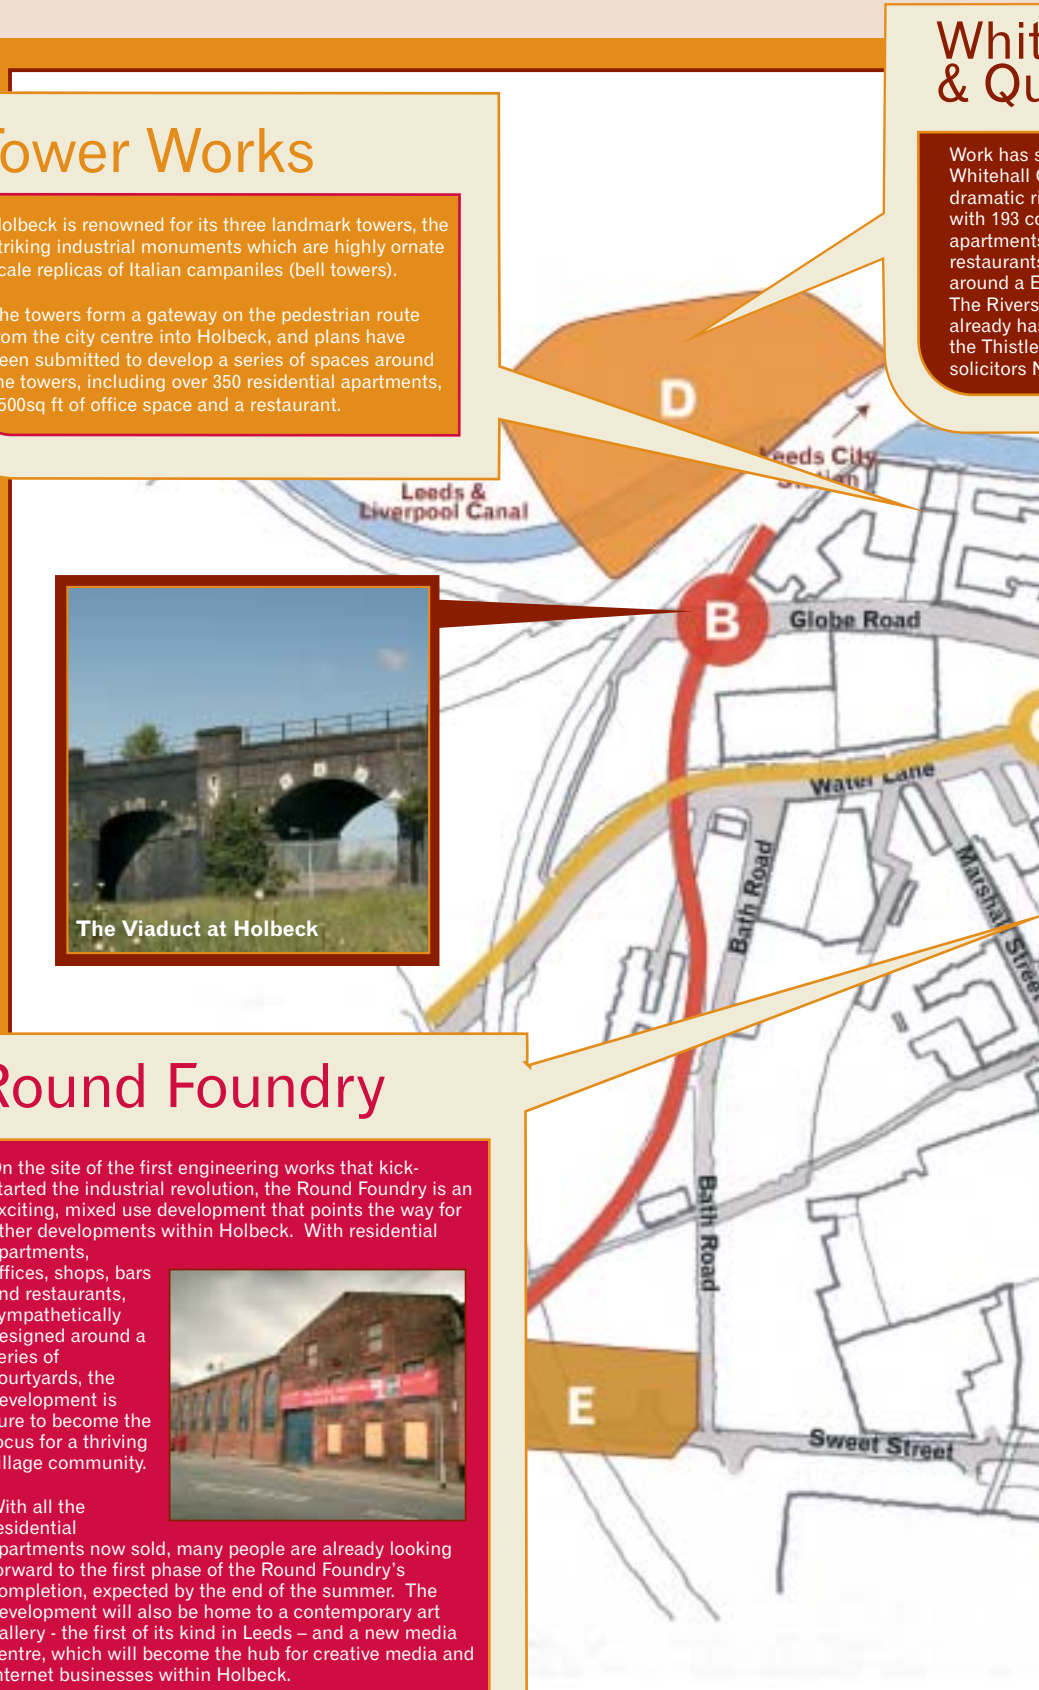 ower Works
olbeck is renowned for its three landmark towers, the
triking industrial monuments which are highly ornate
cale replicas of Italian campaniles (bell towers).
he towers form a gateway on the pedestrian route
om the city centre into Holbeck, and plans have
een submitted to develop a series of spaces around
he towers, including over 350 residential apartments,
500sq ft of office space and a restaurant.
Whit
& Qu
Work has s
Whitehall
dramatic ri
with 193 co
apartments
restaurants
around a E
The Rivers
already has
the Thistle
solicitors N
D
Leeds City
Station
Leeds &
Liverpool Canal
B
Globe Road
Water Lane
Bath Road
Marshall
Street
The Viaduct at Holbeck
Round Foundry
n the site of the first engineering works that kick-
tarted the industrial revolution, the Round Foundry is an
xciting, mixed use development that points the way for
ther developments within Holbeck. With residential
partments,
ffices, shops, bars
nd restaurants,
ympathetically
esigned around a
eries of
ourtyards, the
evelopment is
ure to become the
ocus for a thriving
illage community.
With all the
esidential
partments now sold, many people are already looking
orward to the first phase of the Round Foundry's
ompletion, expected by the end of the summer. The
evelopment will also be home to a contemporary art
allery - the first of its kind in Leeds – and a new media
entre, which will become the hub for creative media and
nternet businesses within Holbeck.
Bath Road
E
Sweet Street